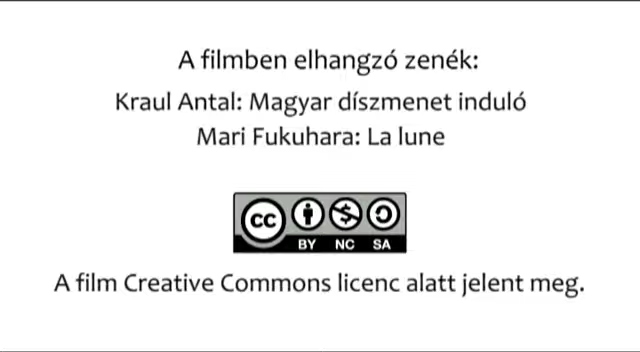 A filmben elhangzó zenék:
Kraul Antal: Magyar díszmenet induló
Mari Fukuhara: La lune
cc
BY NC SA
A film Creative Commons licenc alatt jelent meg.